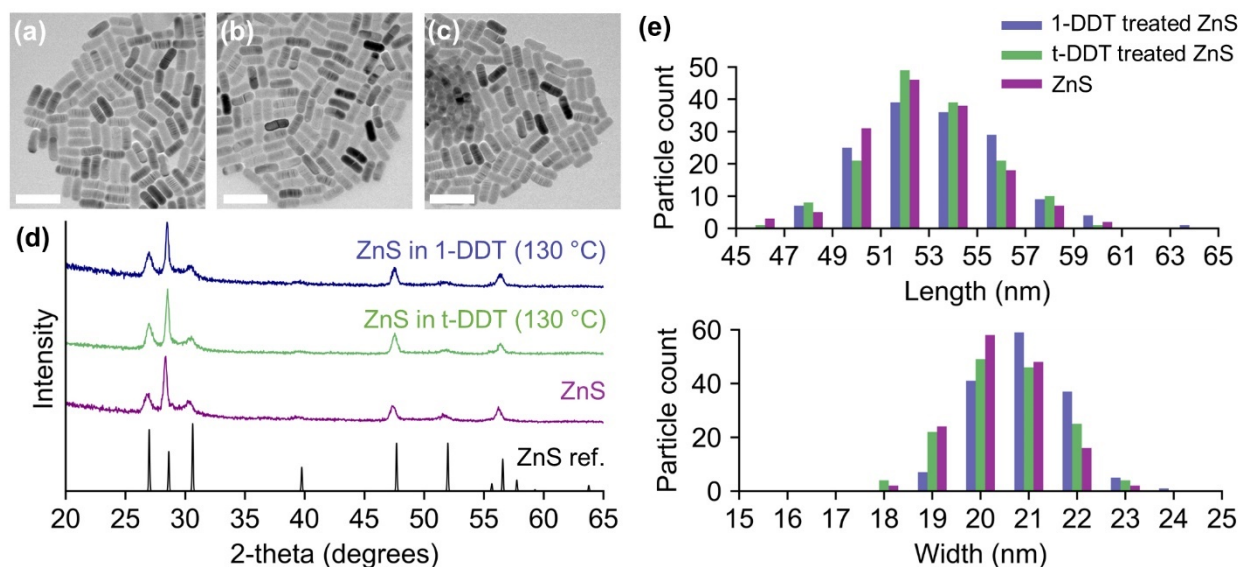 (a)
(b)
(c)
(d)
ZnS in 1-DDT (130 °C)
ZnS in t-DDT (130 °C)
ZnS
ZnS ref.
Intensity
20 25 30 35 40 45 50 55 60 65
2-theta (degrees)
(e)
1-DDT treated ZnS
t-DDT treated ZnS
ZnS
Particle count
50
40
30
20
10
0
45 47 49 51 53 55 57 59 61 63 65
Length (nm)
Particle count
60
40
20
0
15 16 17 18 19 20 21 22 23 24 25
Width (nm)